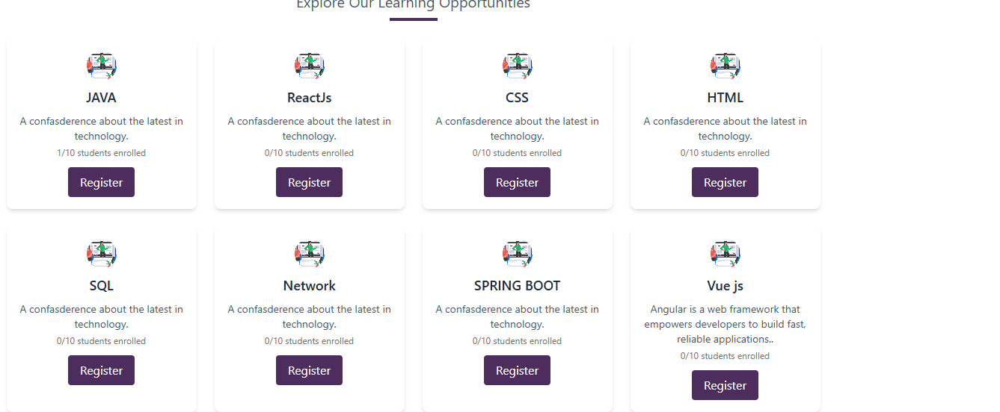 Explore Our Learning Opportunities
JAVA
A confasderence about the latest in
technology.
1/10 students enrolled
Register
ReactJs
A confasderence about the latest in
technology.
0/10 students enrolled
Register
CSS
A confasderence about the latest in
technology.
0/10 students enrolled
Register
HTML
A confasderence about the latest in
technology.
0/10 students enrolled
Register
SQL
A confasderence about the latest in
technology.
0/10 students enrolled
Register
Network
A confasderence about the latest in
technology.
0/10 students enrolled
Register
SPRING BOOT
A confasderence about the latest in
technology.
0/10 students enrolled
Register
Vue js
Angular is a web framework that
empowers developers to build fast,
reliable applications..
0/10 students enrolled
Register